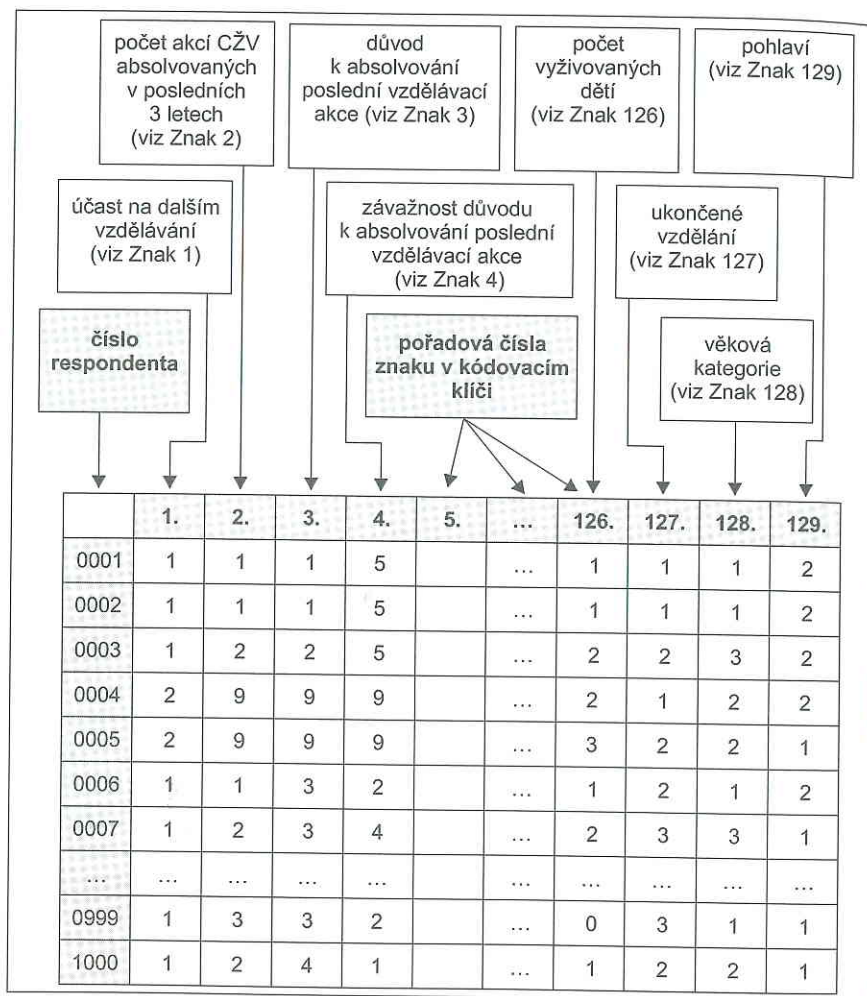 počet akcí CŽV
absolvovaných
v posledních
3 letech
(viz Znak 2)
důvod
k absolvování
poslední vzdělávací
akce (viz Znak 3)
počet
vyživovaných
dětí
(viz Znak 126)
pohlaví
(viz Znak 129)
účast na dalším
vzdělávání
(viz Znak 1)
závažnost důvodu
k absolvování poslední
vzdělávací akce
(viz Znak 4)
ukončené
vzdělání
(viz Znak 127)
číslo
respondenta
pořadová čísla
znaku v kódovacím
klíči
věková
kategorie
(viz Znak 128)
1. 2. 3. 4. 5. ... 126. 127. 128. 129.
0001 1 1 1 5 ... 1 1 1 2
0002 1 1 1 5 ... 1 1 1 2
0003 1 2 2 5 ... 2 2 3 2
0004 2 9 9 9 ... 2 1 2 2
0005 2 9 9 9 ... 3 2 2 1
0006 1 1 3 2 ... 1 2 1 2
0007 1 2 3 4 ... 2 3 3 1
... ... ... ... ... ... ... ... ... ...
0999 1 3 3 2 ... 0 3 1 1
1000 1 2 4 1 ... 1 2 2 1